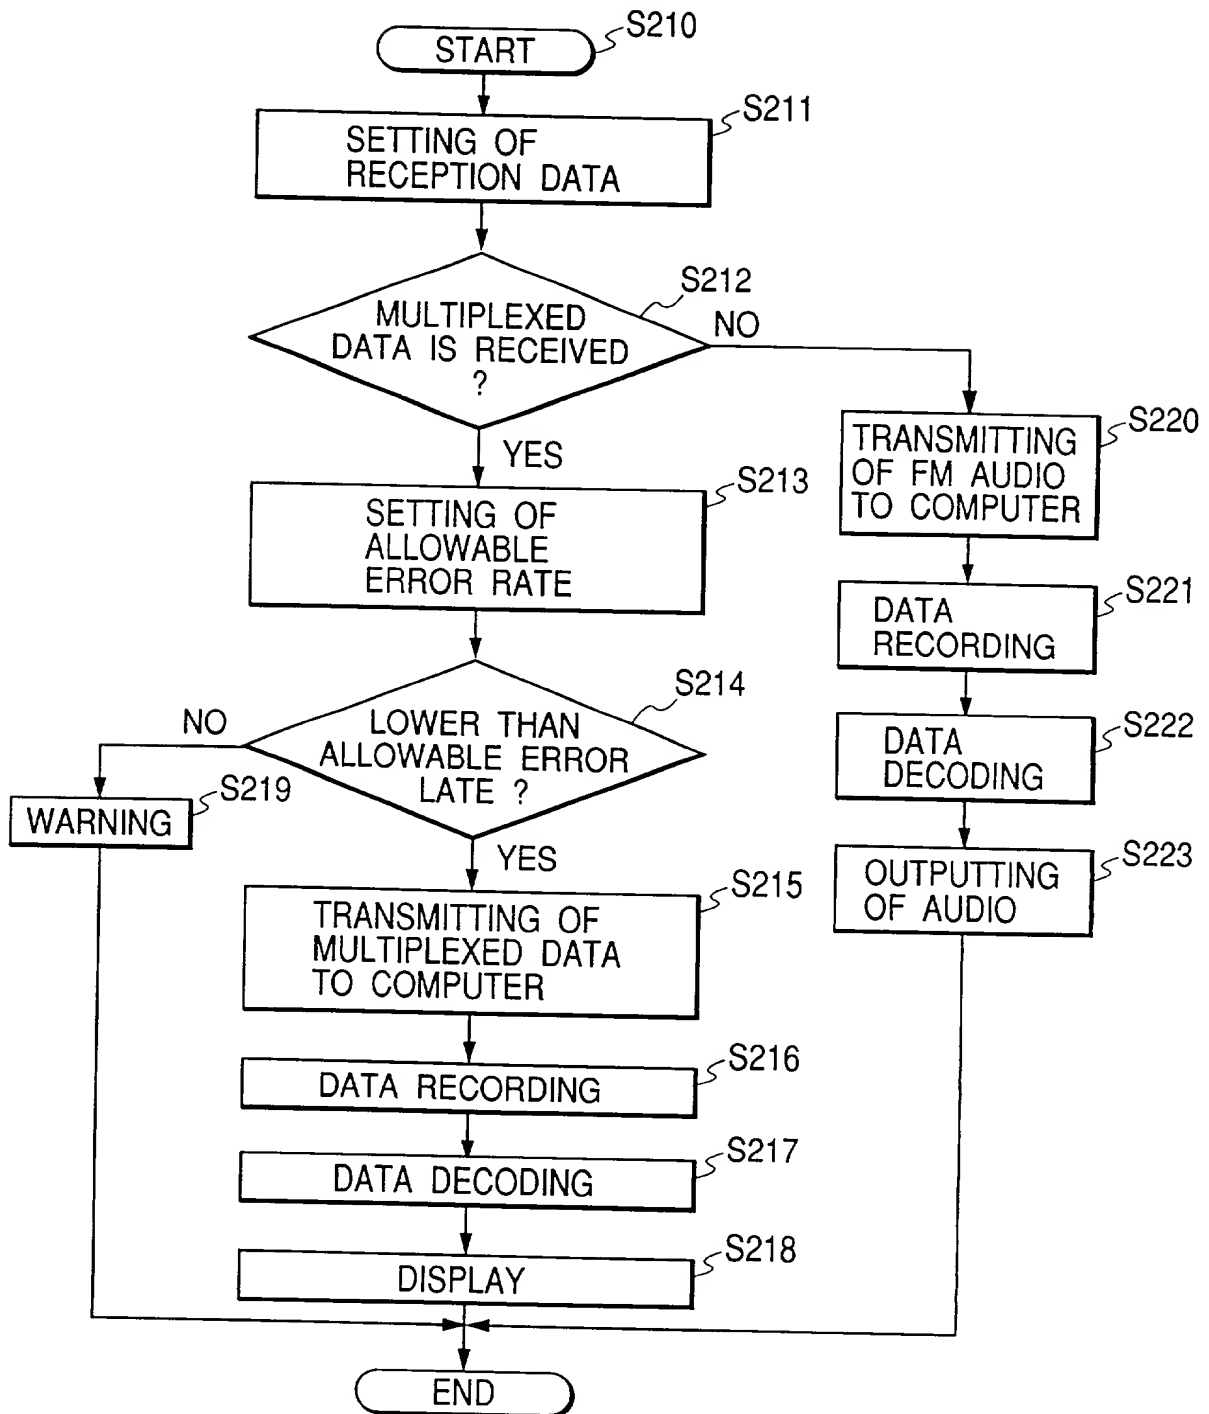 START
S210
SETTING OF
RECEPTION DATA
S211
MULTIPLEXED
DATA IS RECEIVED
?
S212
NO
YES
SETTING OF
ALLOWABLE
ERROR RATE
S213
LOWER THAN
ALLOWABLE ERROR
LATE ?
S214
NO
WARNING
S219
YES
TRANSMITTING OF
MULTIPLEXED DATA
TO COMPUTER
S215
DATA RECORDING
S216
DATA DECODING
S217
DISPLAY
S218
TRANSMITTING
OF FM AUDIO
TO COMPUTER
S220
DATA
RECORDING
S221
DATA
DECODING
S222
OUTPUTTING
OF AUDIO
S223
END